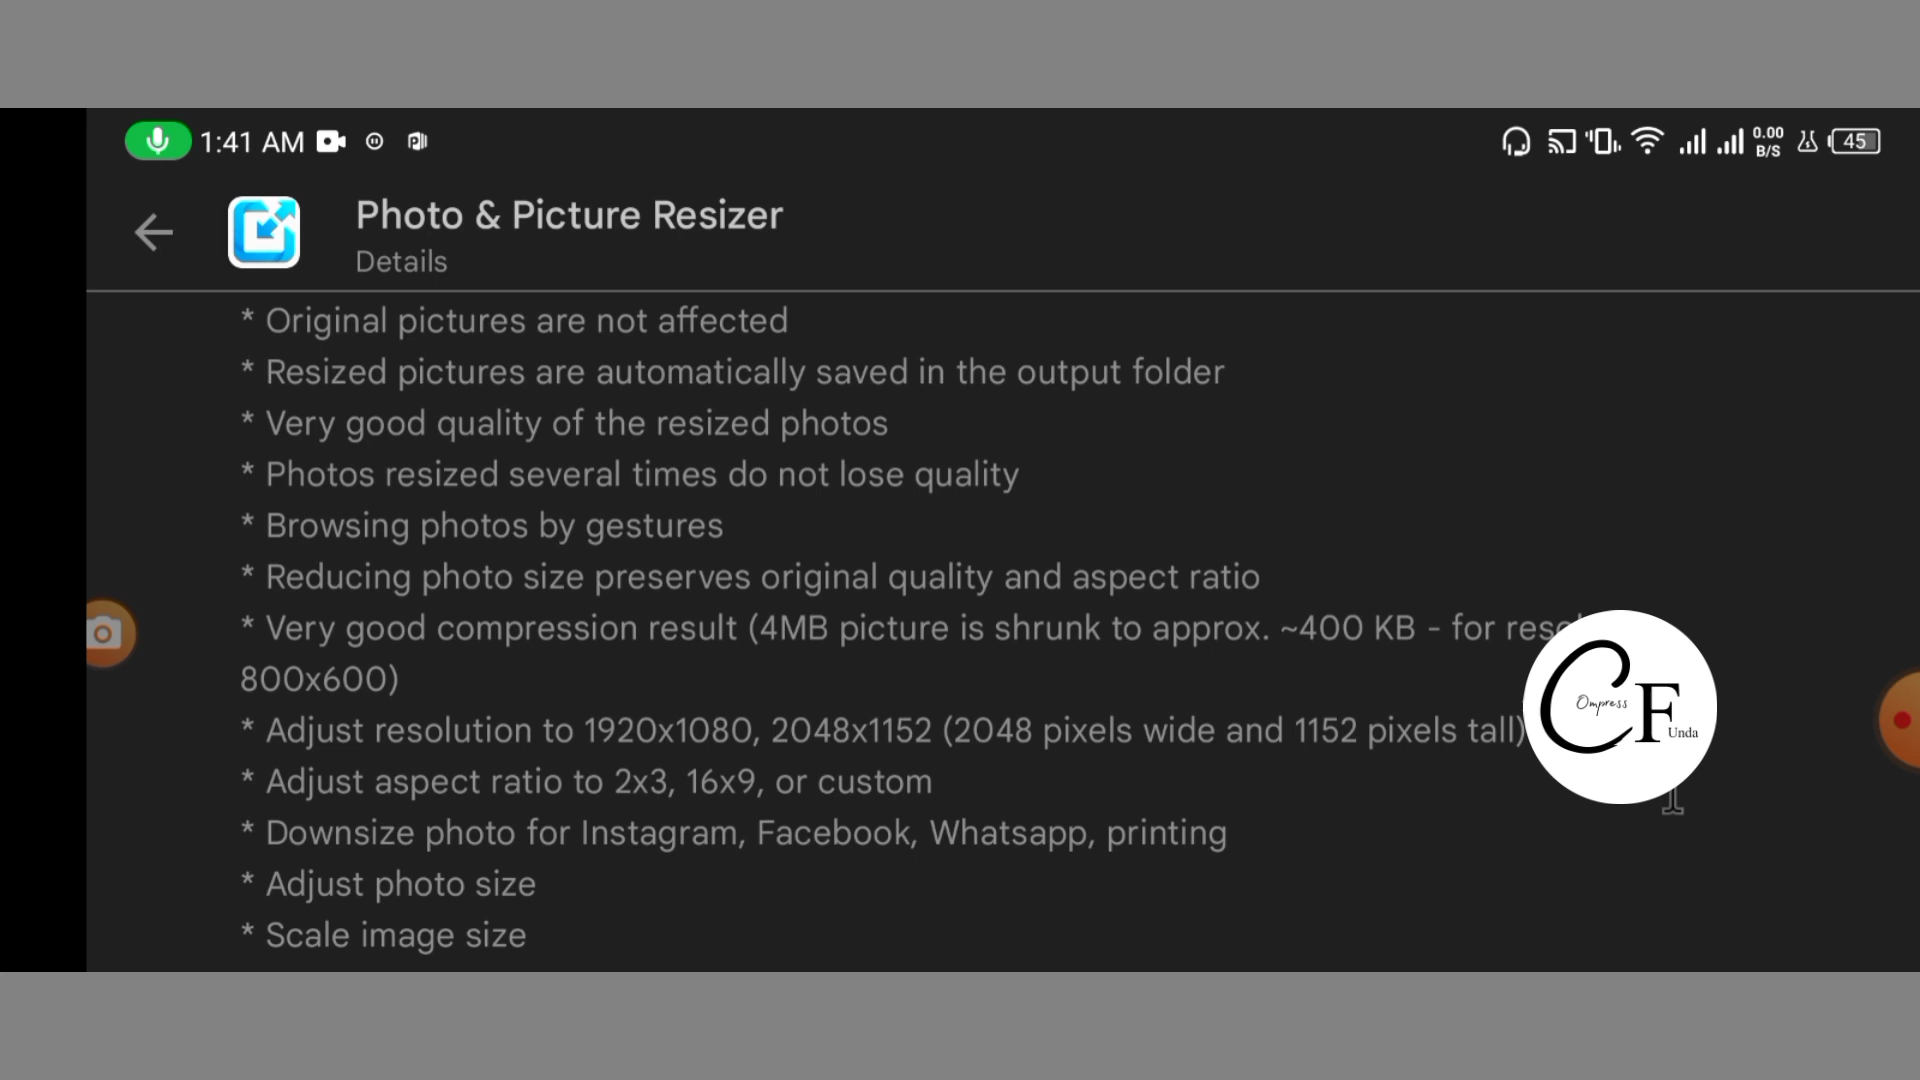 1:41 AM
0.00
B/S
45
Photo & Picture Resizer
Details
* Original pictures are not affected
* Resized pictures are automatically saved in the output folder
* Very good quality of the resized photos
* Photos resized several times do not lose quality
* Browsing photos by gestures
* Reducing photo size preserves original quality and aspect ratio
* Very good compression result (4MB picture is shrunk to approx. ~400 KB - for
800x600)
* Adjust resolution to 1920x1080, 2048x1152 (2048 pixels wide and 1152 pixels tall)
* Adjust aspect ratio to 2x3, 16x9, or custom
* Downsize photo for Instagram, Facebook, Whatsapp, printing
* Adjust photo size
* Scale image size
C Ompress F Unda